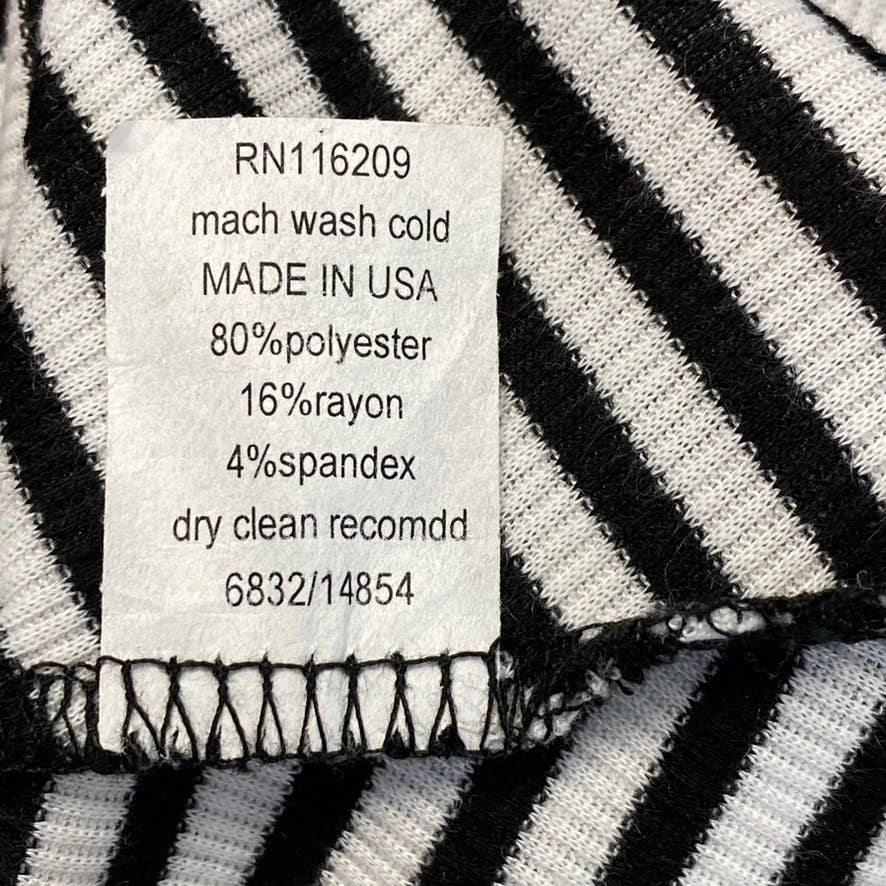 RN116209
mach wash cold
MADE IN USA
80%polyester
16%rayon
4%spandex
dry clean recomdd
6832/14854